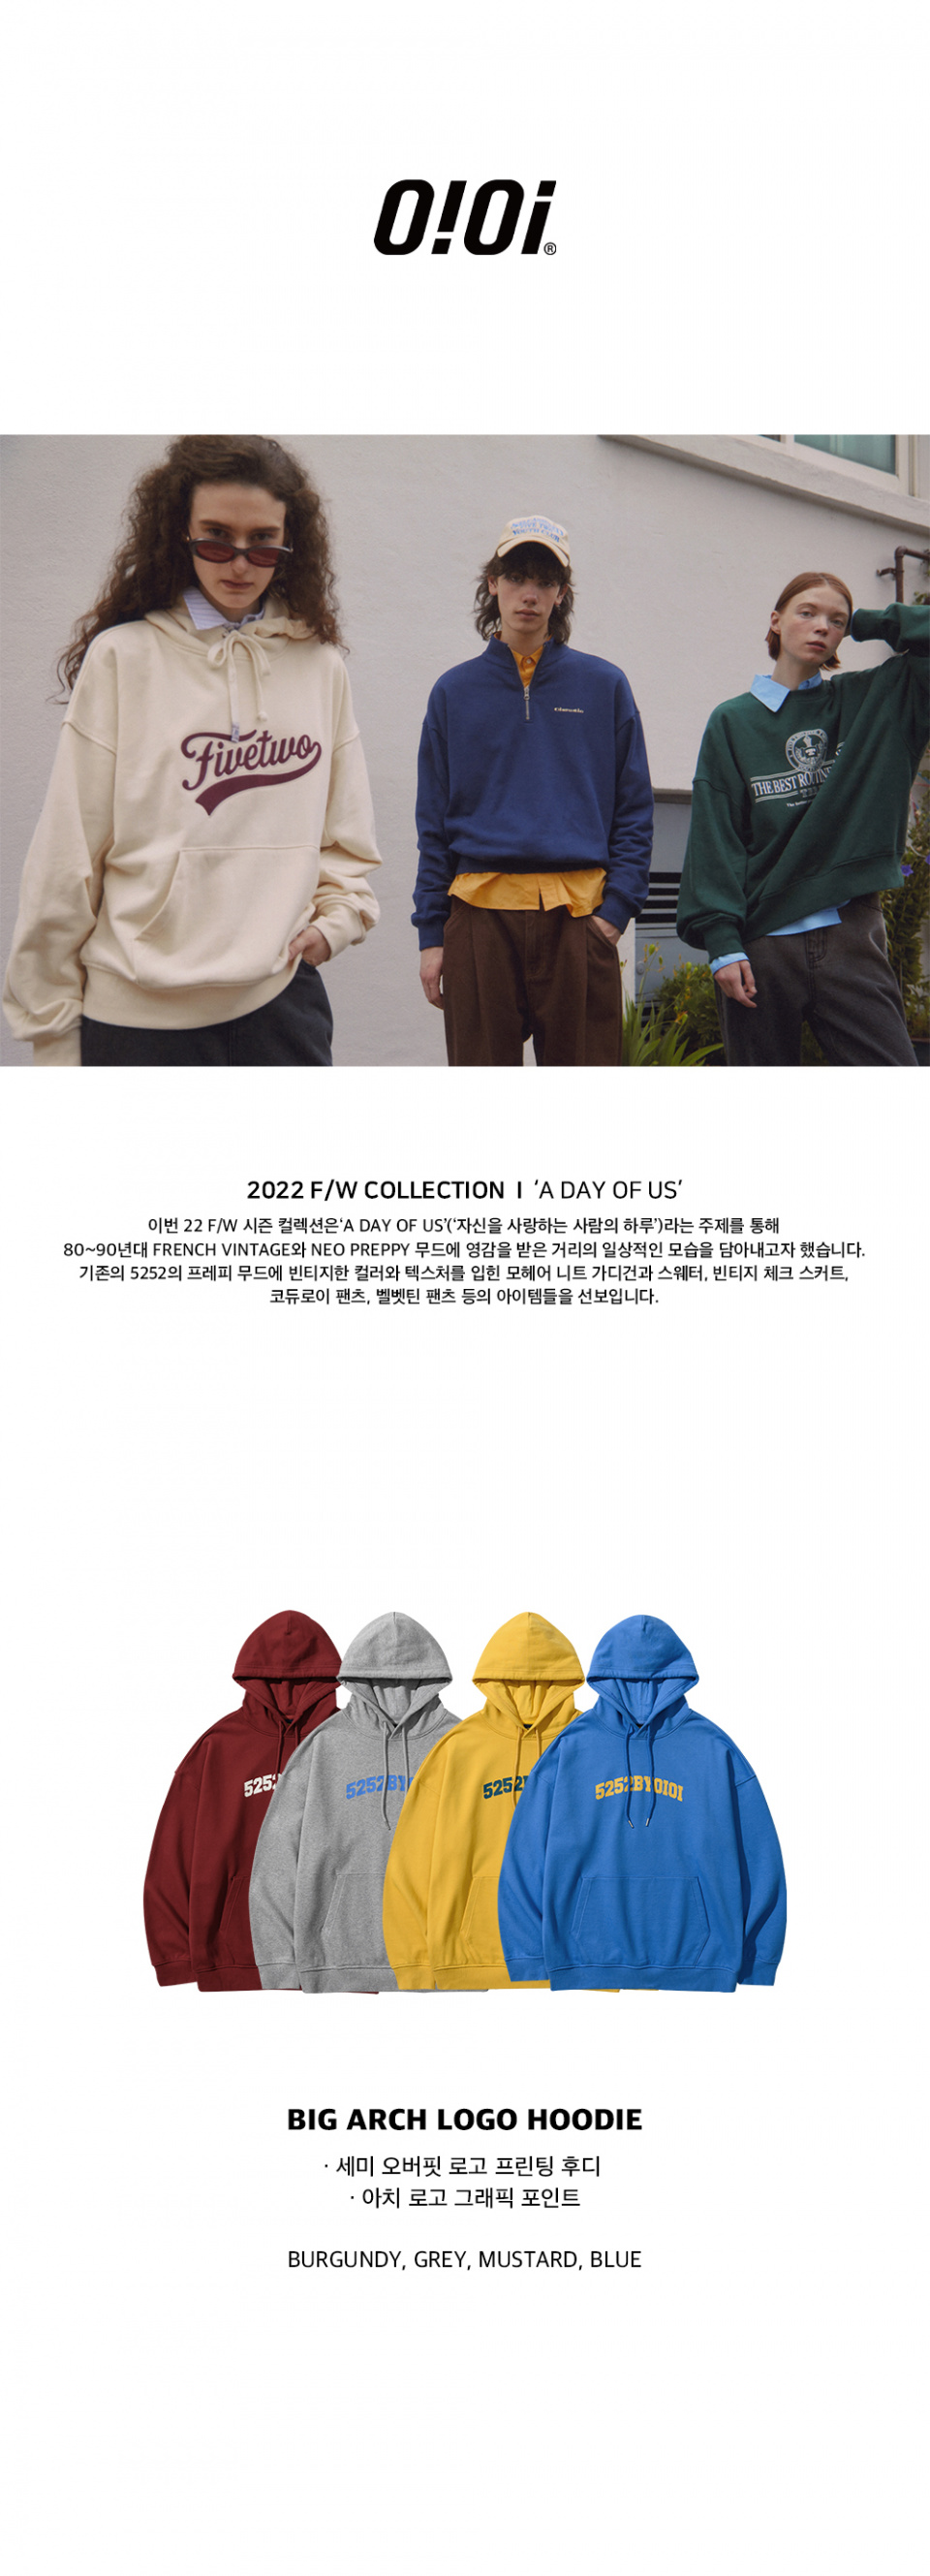 O!Oi®
Fivetwo
THE BEST
2022 F/W COLLECTION I ‘A DAY OF US’
이번 22 F/W 시즌 컬렉션은‘A DAY OF US’(‘자신을 사랑하는 사람의 하루’)라는 주제를 통해
80~90년대 FRENCH VINTAGE와 NEO PREPPY 무드에 영감을 받은 거리의 일상적인 모습을 담아내고자 했습니다.
기존의 5252의 프레피 무드에 빈티지한 컬러와 텍스처를 입힌 모헤어 니트 가디건과 스웨터, 빈티지 체크 스커트,
코듀로이 팬츠, 벨벳틴 팬츠 등의 아이템들을 선보입니다.
5252
5252BYO
5252
5252BYOIOI
BIG ARCH LOGO HOODIE
· 세미 오버핏 로고 프린팅 후디
· 아치 로고 그래픽 포인트
BURGUNDY, GREY, MUSTARD, BLUE